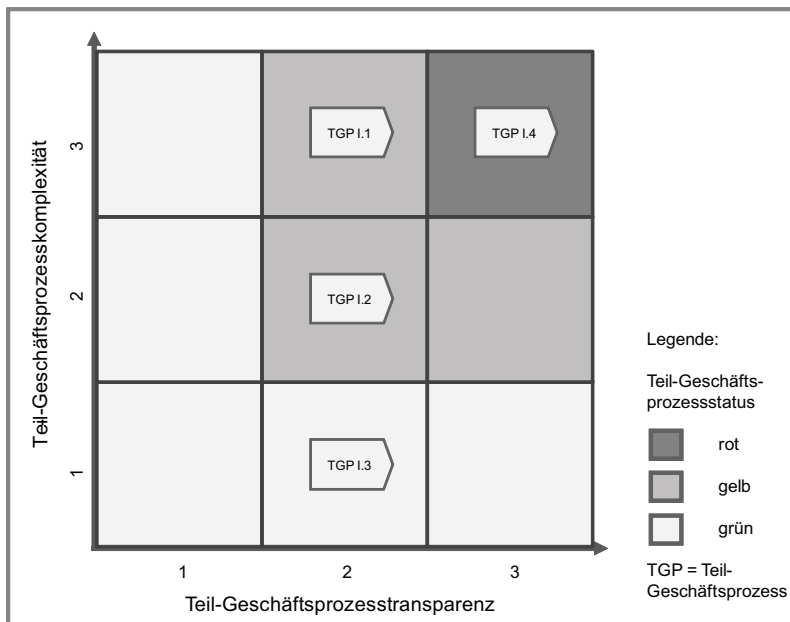 Teil-Geschäftsprozesskomplexität
3
2
1
TGP I.1
TGP I.4
TGP I.2
TGP I.3
1
2
3
Teil-Geschäftsprozesstransparenz
Legende:
Teil-Geschäfts-
prozessstatus
rot
gelb
grün
TGP = Teil-
Geschäftsprozess